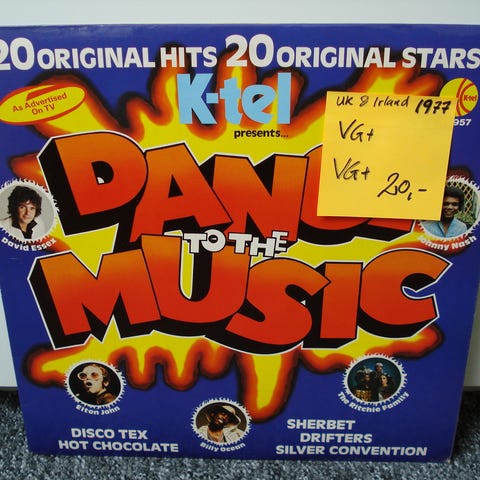 20 ORIGINAL HITS 20 ORIGINAL STARS
As Advertised
On TV
K-tel
presents...
K-tel
957
UK & Irland 1977
VG+
VG+ 20,-
DANC
TO THE
MUSIC
David Essex
Johnny Nash
Elton John
The Ritchie Family
Billy Ocean
DISCO TEX
HOT CHOCOLATE
SHERBET
DRIFTERS
SILVER CONVENTION